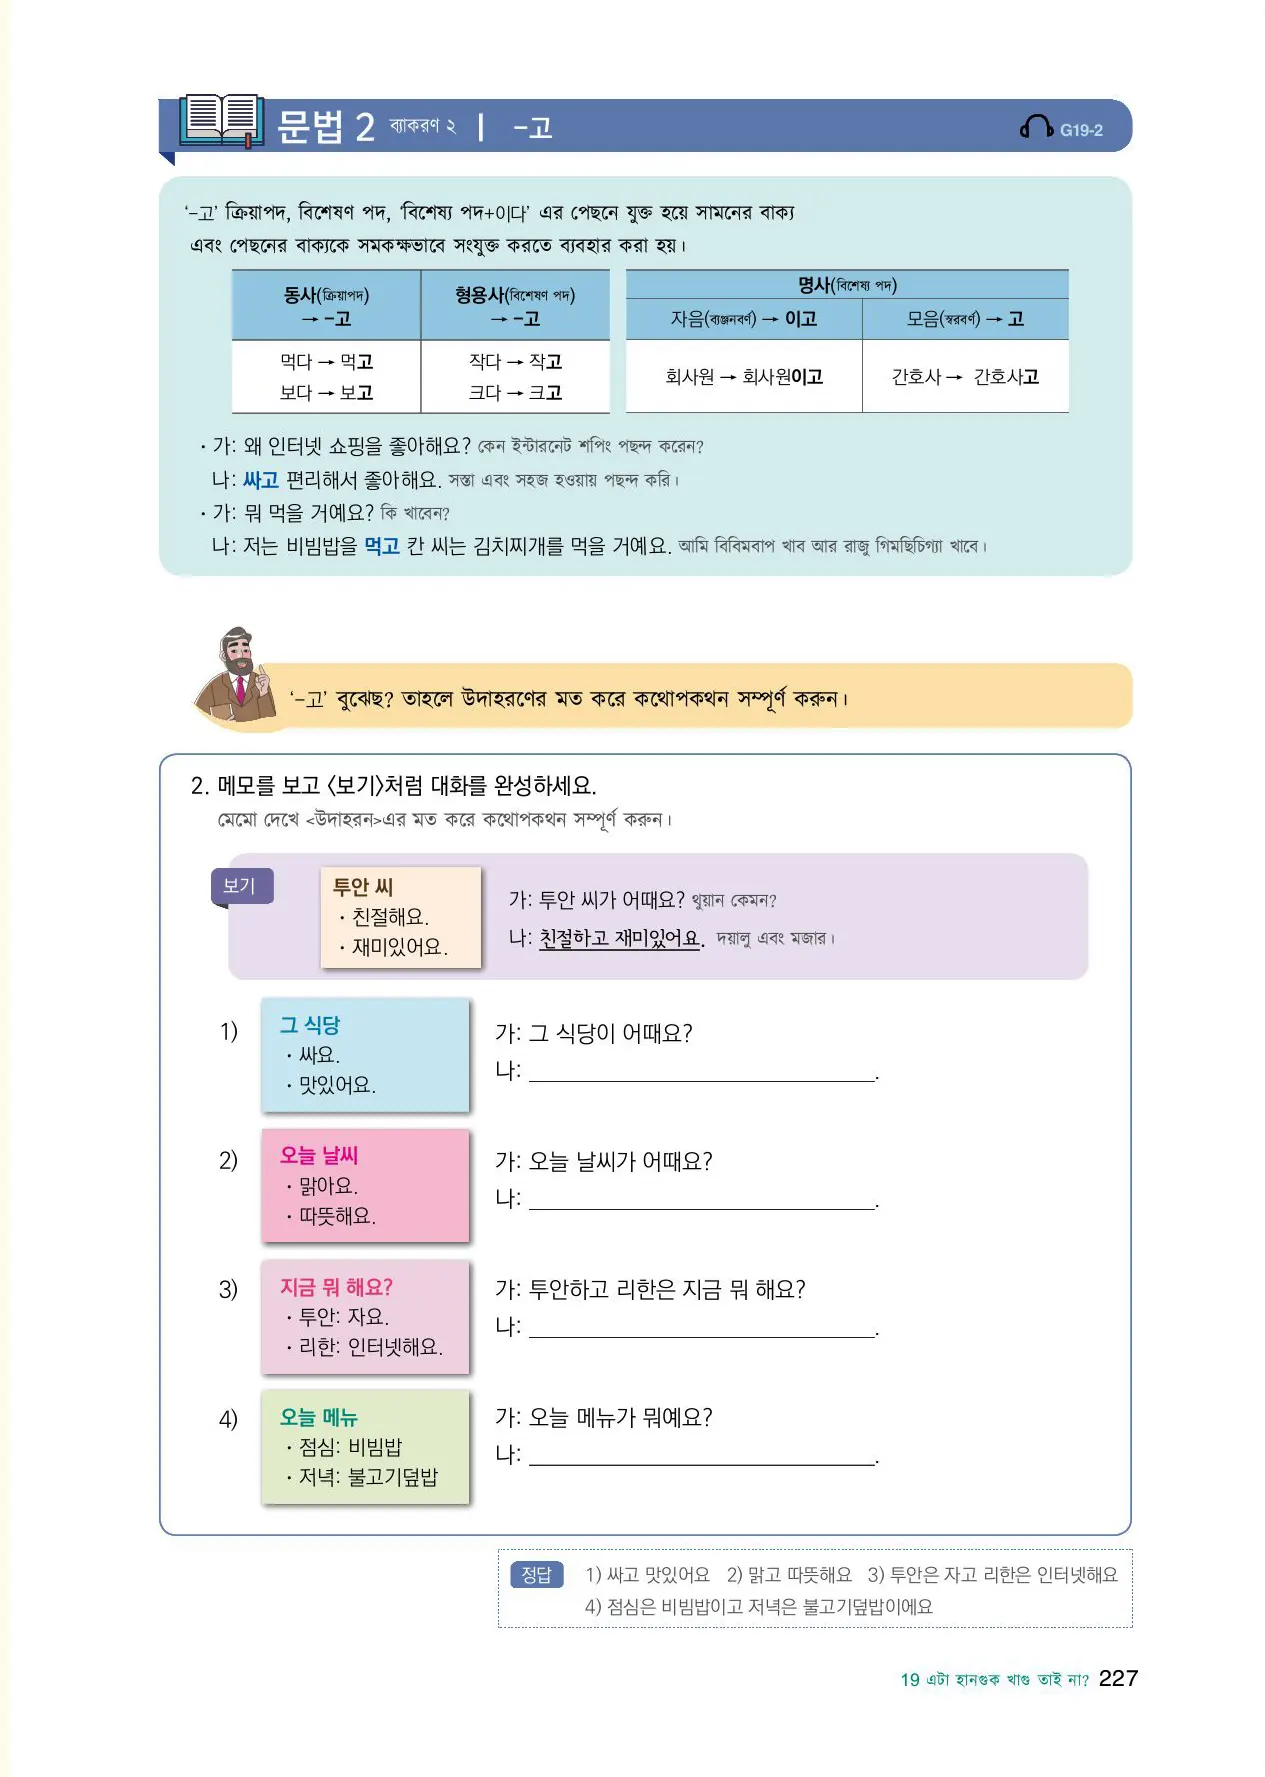 문법 2 ব্যাকরণ ২ | -고
G19-2
‘-고’ ক্রিয়াপদ, বিশেষণ পদ, ‘বিশেষ্য পদ+이다’ এর পেছনে যুক্ত হয়ে সামনের বাক্য
এবং পেছনের বাক্যকে সমকক্ষভাবে সংযুক্ত করতে ব্যবহার করা হয়।
동사(ক্রিয়াপদ)
→ -고
형용사(বিশেষণ পদ)
→ -고
먹다 → 먹고
보다 → 보고
작다 → 작고
크다 → 크고
명사(বিশেষ্য পদ)
자음(ব্যঞ্জনবর্ণ) → 이고
모음(স্বরবর্ণ) → 고
회사원 → 회사원이고
간호사 → 간호사고
· 가: 왜 인터넷 쇼핑을 좋아해요? কেন ইন্টারনেট শপিং পছন্দ করেন?
나: 싸고 편리해서 좋아해요. সস্তা এবং সহজ হওয়ায় পছন্দ করি।
· 가: 뭐 먹을 거예요? কি খাবেন?
나: 저는 비빔밥을 먹고 칸 씨는 김치찌개를 먹을 거예요. আমি বিবিমবাপ খাব আর রাজু গিমছিচিগ্যা খাবে।
‘-고’ বুঝেছ? তাহলে উদাহরণের মত করে কথোপকথন সম্পূর্ণ করুন।
2. 메모를 보고 〈보기〉처럼 대화를 완성하세요.
মেমো দেখে <উদাহরন>এর মত করে কথোপকথন সম্পূর্ণ করুন।
보기
투안 씨
· 친절해요.
· 재미있어요.
가: 투안 씨가 어때요? থুয়ান কেমন?
나: 친절하고 재미있어요. দয়ালু এবং মজার।
1)
그 식당
· 싸요.
· 맛있어요.
가: 그 식당이 어때요?
나: ______________________________.
2)
오늘 날씨
· 맑아요.
· 따뜻해요.
가: 오늘 날씨가 어때요?
나: ______________________________.
3)
지금 뭐 해요?
· 투안: 자요.
· 리한: 인터넷해요.
가: 투안하고 리한은 지금 뭐 해요?
나: ______________________________.
4)
오늘 메뉴
· 점심: 비빔밥
· 저녁: 불고기덮밥
가: 오늘 메뉴가 뭐예요?
나: ______________________________.
정답
1) 싸고 맛있어요 2) 맑고 따뜻해요 3) 투안은 자고 리한은 인터넷해요
4) 점심은 비빔밥이고 저녁은 불고기덮밥이에요
19 এটা হানগুক খাগু তাই না? 227